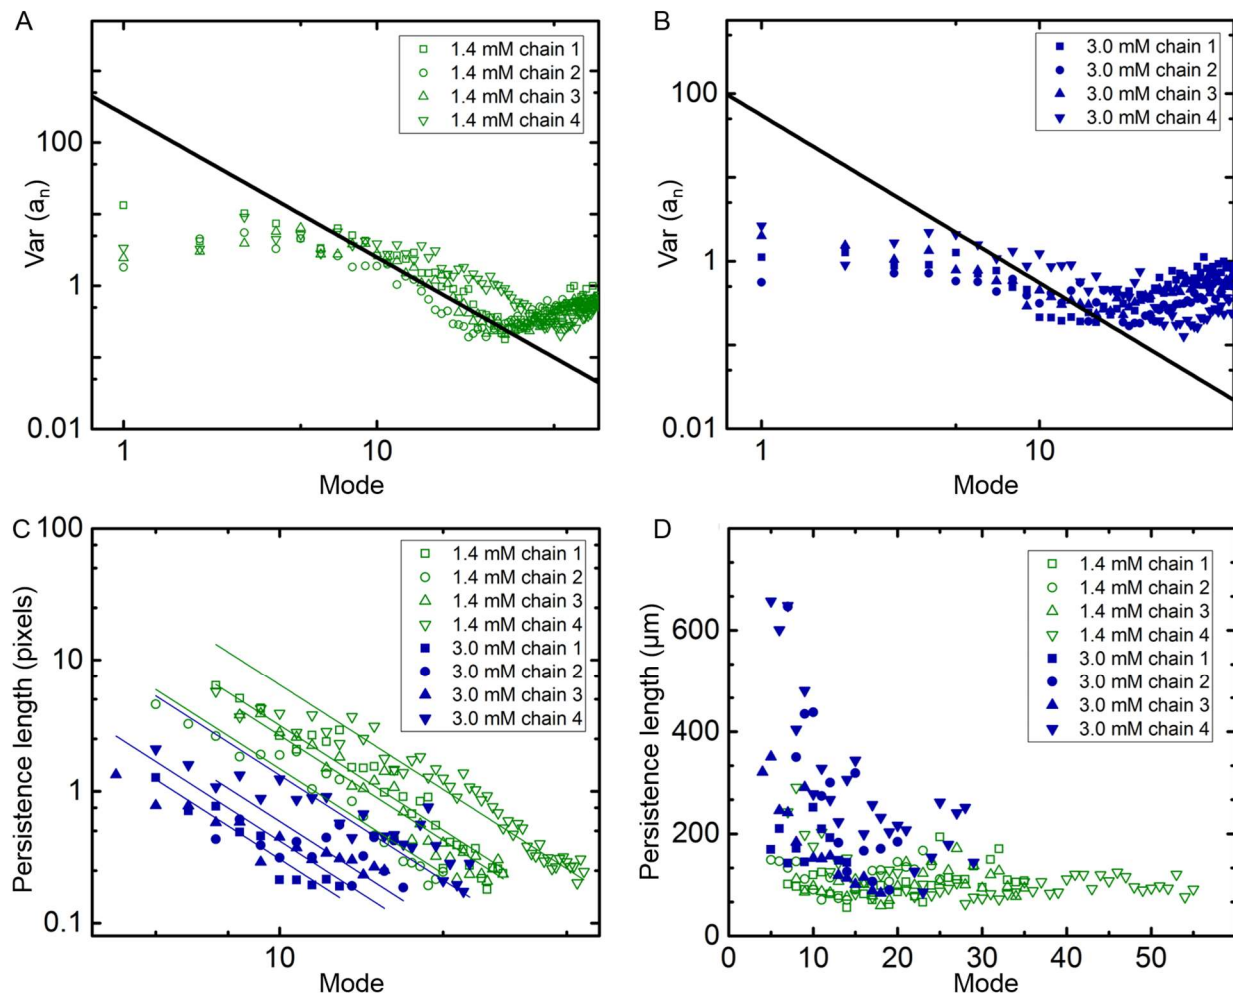 A
Var (aₙ)
100
1
0.01
1
10
Mode
1.4 mM chain 1
1.4 mM chain 2
1.4 mM chain 3
1.4 mM chain 4
B
Var (aₙ)
100
1
0.01
1
10
Mode
3.0 mM chain 1
3.0 mM chain 2
3.0 mM chain 3
3.0 mM chain 4
C
Persistence length (pixels)
100
10
1
0.1
10
Mode
1.4 mM chain 1
1.4 mM chain 2
1.4 mM chain 3
1.4 mM chain 4
3.0 mM chain 1
3.0 mM chain 2
3.0 mM chain 3
3.0 mM chain 4
D
Persistence length (μm)
600
400
200
0
0
10
20
30
40
50
Mode
1.4 mM chain 1
1.4 mM chain 2
1.4 mM chain 3
1.4 mM chain 4
3.0 mM chain 1
3.0 mM chain 2
3.0 mM chain 3
3.0 mM chain 4